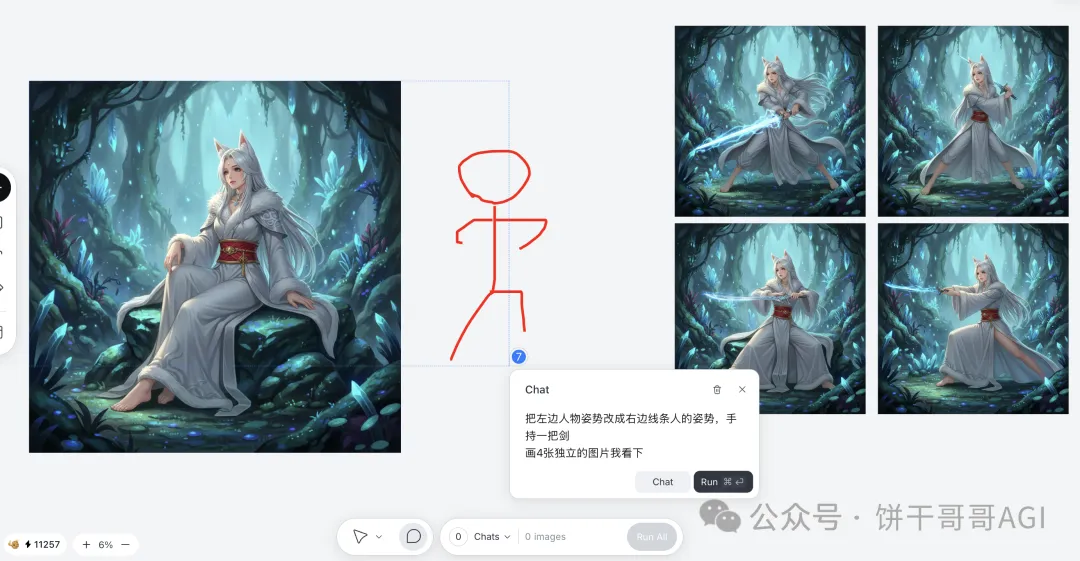 7
Chat
把左边人物姿势改成右边线条人的姿势，手
持一把剑
画4张独立的图片我看下
Chat
Run ⌘ ⏎
公众号 · 饼干哥哥AGI
11257
+ 6% −
0 Chats
0 images
Run All